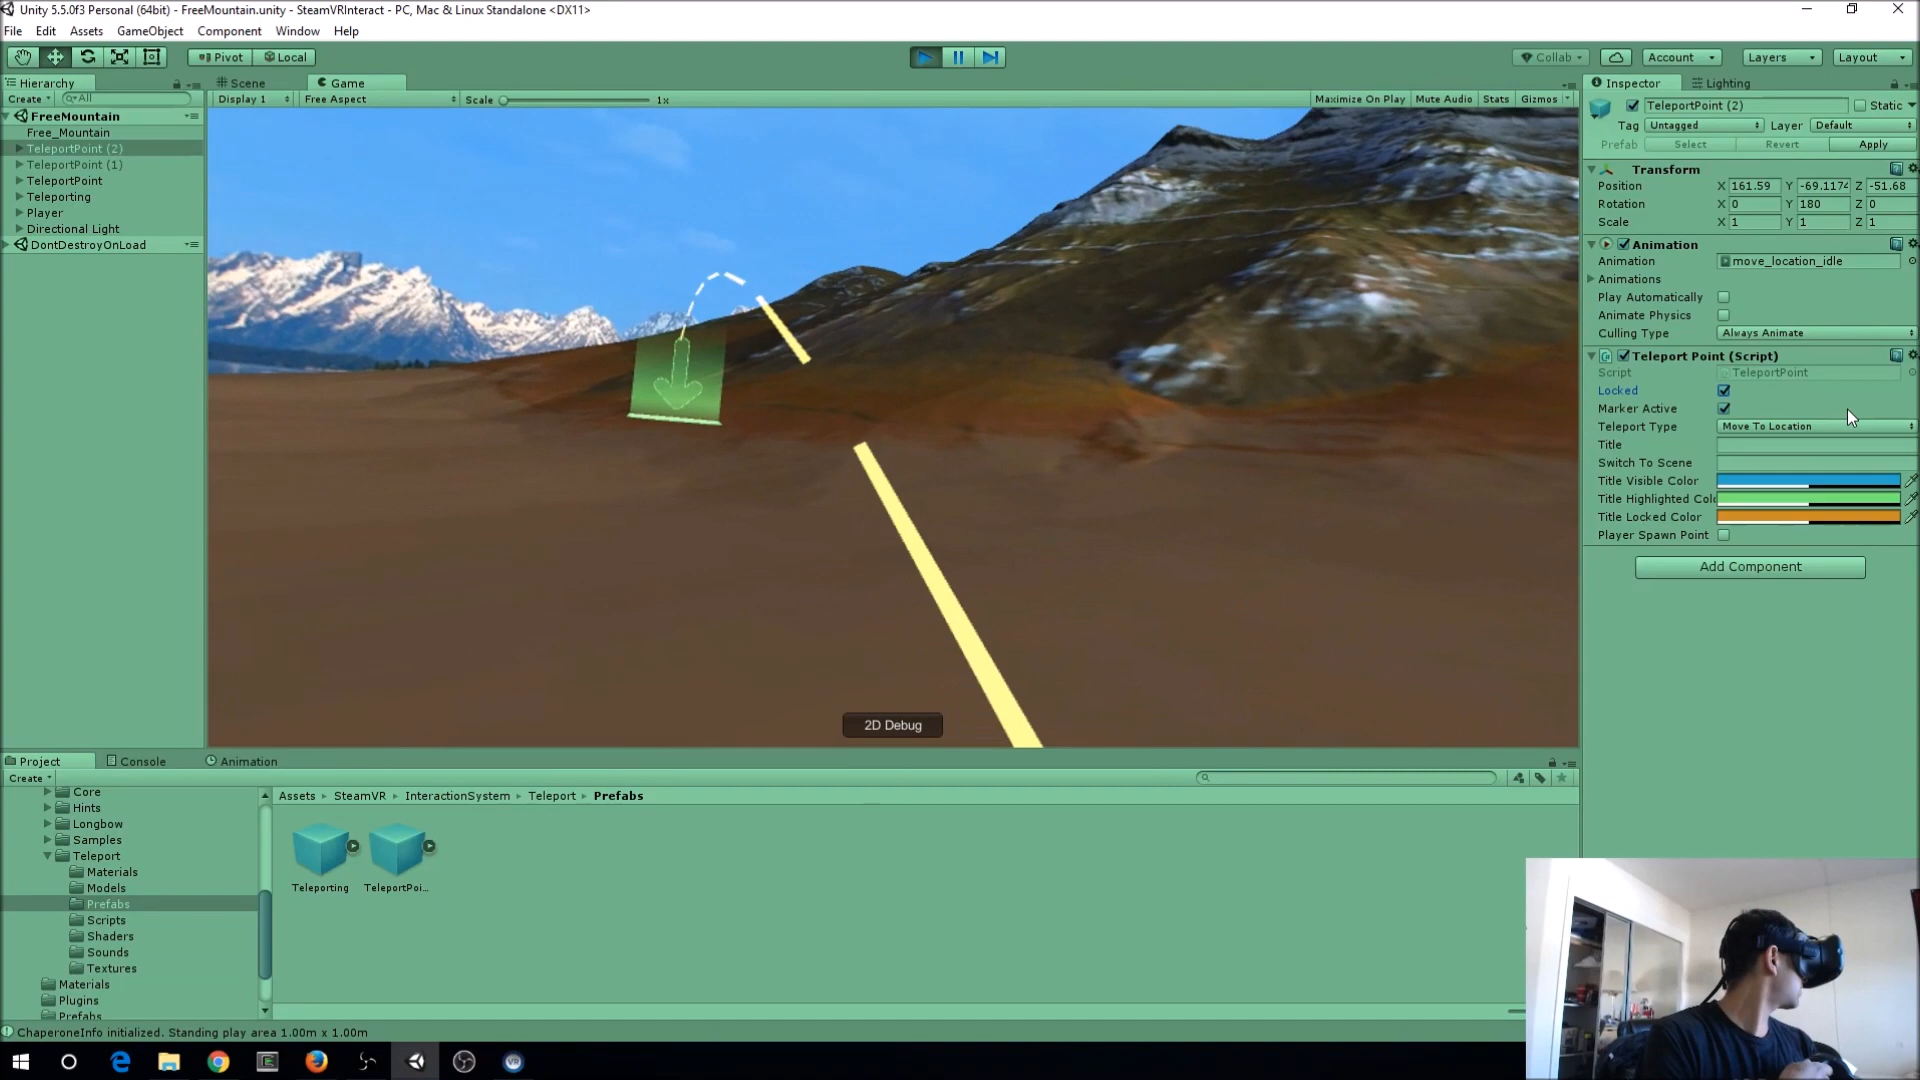 Unity 5.5.0f3 Personal (64bit) - FreeMountain.unity - SteamVRInteract - PC, Mac & Linux Standalone <DX11>
File Edit Assets GameObject Component Window Help
Pivot Local Collab Account Layers Layout
Hierarchy
Create All
FreeMountain
Free_Mountain
TeleportPoint (2)
TeleportPoint (1)
TeleportPoint
Teleporting
Player
Directional Light
DontDestroyOnLoad
Scene Game
Display 1 Free Aspect Scale 1x Maximize On Play Mute Audio Stats Gizmos
2D Debug
Inspector Lighting
TeleportPoint (2) Static
Tag Untagged Layer Default
Prefab Select Revert Apply
Transform
Position X 161.59 Y -69.1174 Z -51.68
Rotation X 0 Y 180 Z 0
Scale X 1 Y 1 Z 1
Animation
Animation move_location_idle
Animations
Play Automatically
Animate Physics
Culling Type Always Animate
Teleport Point (Script)
Script TeleportPoint
Locked
Marker Active
Teleport Type Move To Location
Title
Switch To Scene
Title Visible Color
Title Highlighted Colo
Title Locked Color
Player Spawn Point
Add Component
Project Console Animation
Create
Core
Hints
Longbow
Samples
Teleport
Materials
Models
Prefabs
Scripts
Shaders
Sounds
Textures
Materials
Plugins
Prefabs
Assets SteamVR InteractionSystem Teleport Prefabs
Teleporting TeleportPoi...
ChaperoneInfo initialized. Standing play area 1.00m x 1.00m